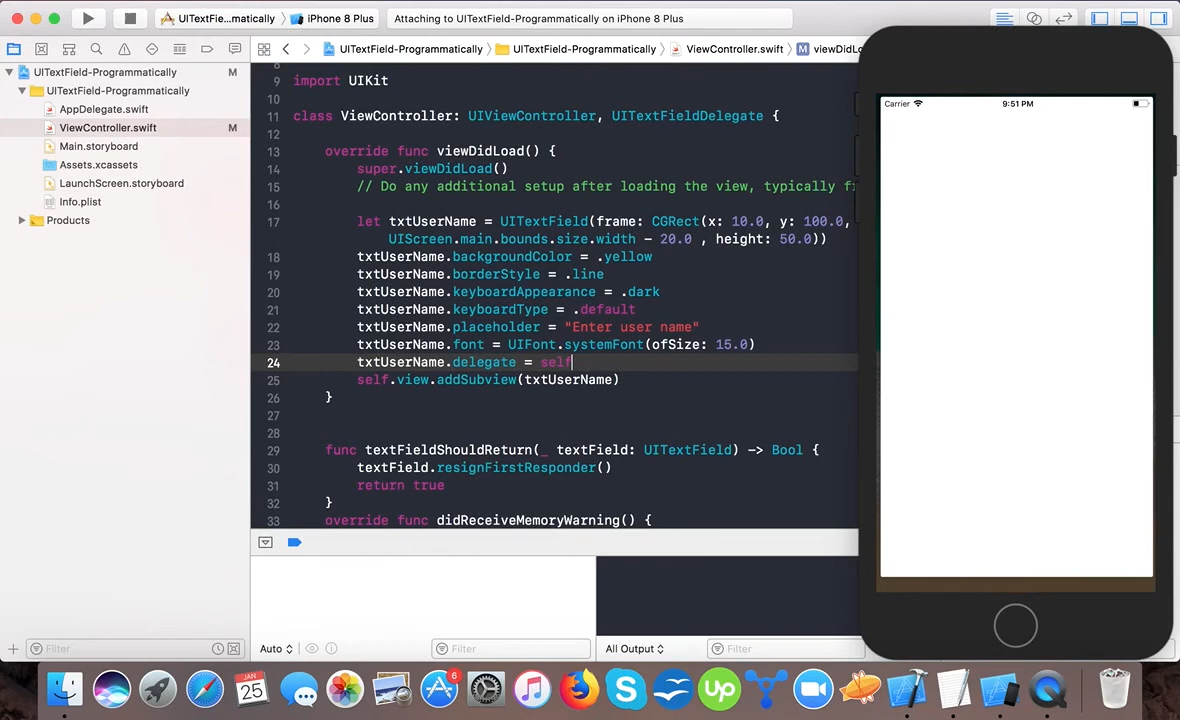 UITextFie...matically 〉 iPhone 8 Plus
Attaching to UITextField-Programmatically on iPhone 8 Plus
UITextField-Programmatically M
UITextField-Programmatically
AppDelegate.swift
ViewController.swift M
Main.storyboard
Assets.xcassets
LaunchScreen.storyboard
Info.plist
Products
Filter
UITextField-Programmatically 〉 UITextField-Programmatically 〉 ViewController.swift 〉 M
8
9 import UIKit
10
11 class ViewController: UIViewController, UITextFieldDelegate {
12
13 override func viewDidLoad() {
14 super.viewDidLoad()
15 // Do any additional setup after loading the view, typically
16
17 let txtUserName = UITextField(frame: CGRect(x: 10.0, y: 100.0,
UIScreen.main.bounds.size.width - 20.0 , height: 50.0))
18 txtUserName.backgroundColor = .yellow
19 txtUserName.borderStyle = .line
20 txtUserName.keyboardAppearance = .dark
21 txtUserName.keyboardType = .default
22 txtUserName.placeholder = "Enter user name"
23 txtUserName.font = UIFont.systemFont(ofSize: 15.0)
24 txtUserName.delegate = self
25 self.view.addSubview(txtUserName)
26 }
27
28
29 func textFieldShouldReturn(_ textField: UITextField) -> Bool {
30 textField.resignFirstResponder()
31 return true
32 }
33 override func didReceiveMemoryWarning() {
Auto
Filter
All Output
Filter
Carrier 9:51 PM
JAN
25
6
S
Up